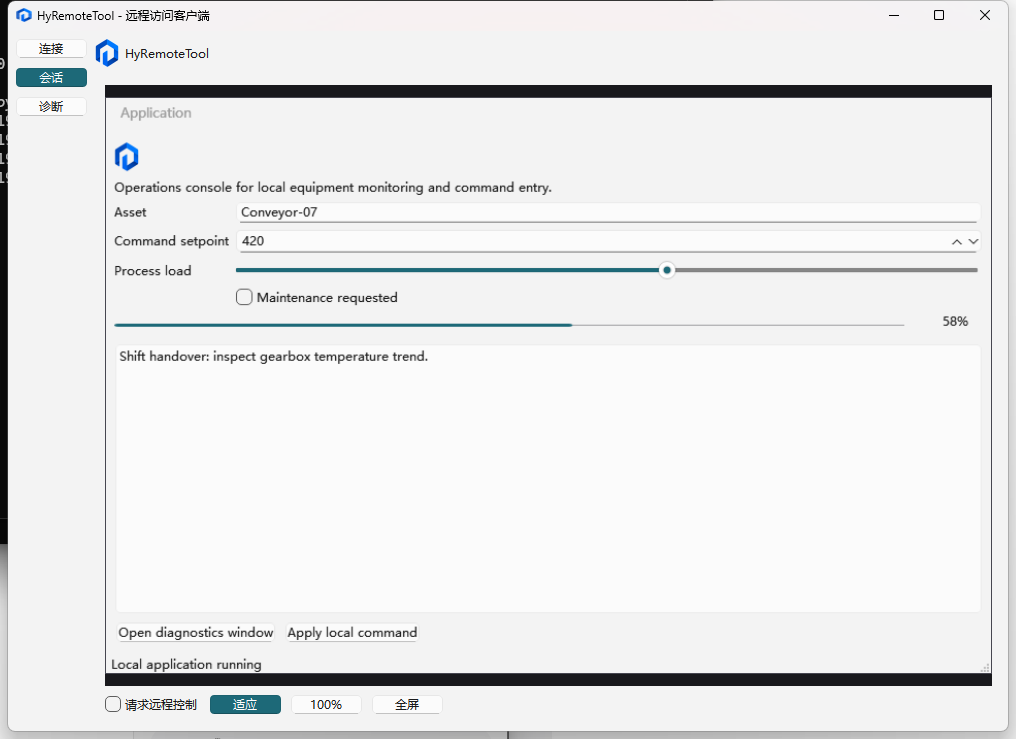 HyRemoteTool - 远程访问客户端
连接
会话
诊断
HyRemoteTool
Application
Operations console for local equipment monitoring and command entry.
Asset Conveyor-07
Command setpoint 420
Process load
Maintenance requested
58%
Shift handover: inspect gearbox temperature trend.
Open diagnostics window Apply local command
Local application running
请求远程控制 适应 100% 全屏